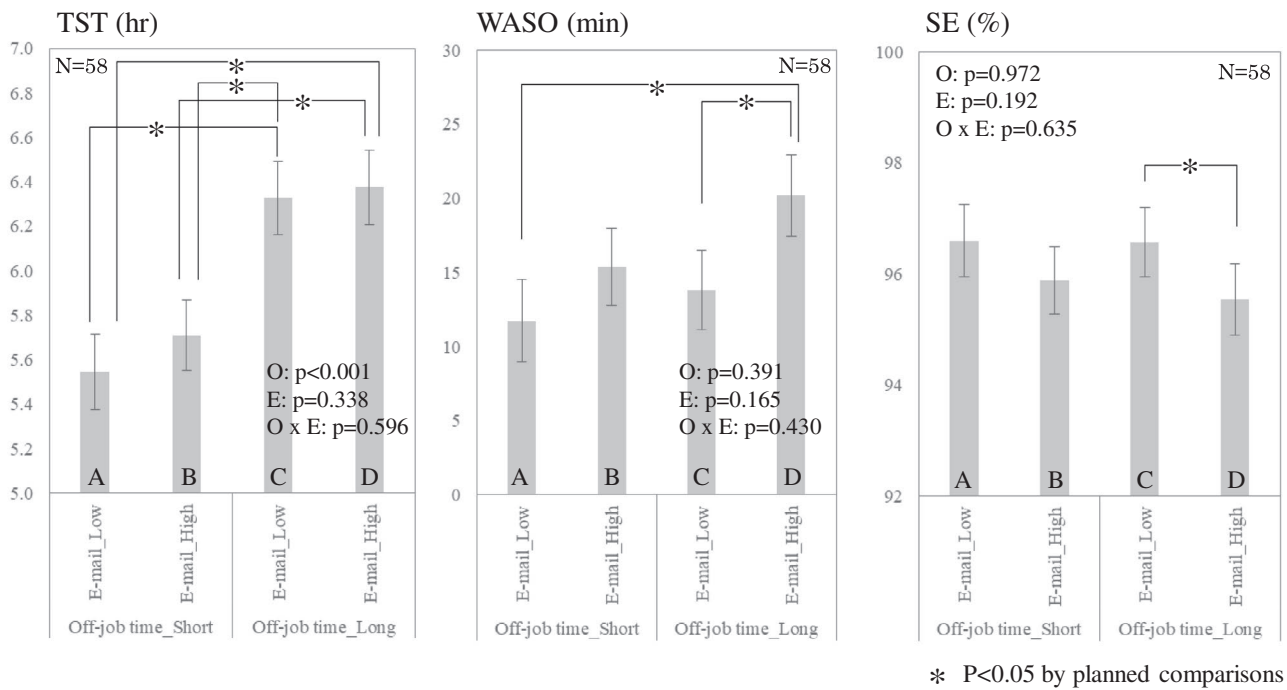 TST (hr)
N=58
7.0
6.8
6.6
6.4
6.2
6.0
5.8
5.6
5.4
5.2
5.0
*
*
*
*
O: p<0.001
E: p=0.338
O x E: p=0.596
A B C D
E-mail_Low
E-mail_High
E-mail_Low
E-mail_High
Off-job time_Short
Off-job time_Long
WASO (min)
N=58
30
25
20
15
10
5
0
*
*
O: p=0.391
E: p=0.165
O x E: p=0.430
A B C D
E-mail_Low
E-mail_High
E-mail_Low
E-mail_High
Off-job time_Short
Off-job time_Long
SE (%)
100
98
96
94
92
O: p=0.972
E: p=0.192
O x E: p=0.635
N=58
*
A B C D
E-mail_Low
E-mail_High
E-mail_Low
E-mail_High
Off-job time_Short
Off-job time_Long
* P<0.05 by planned comparisons